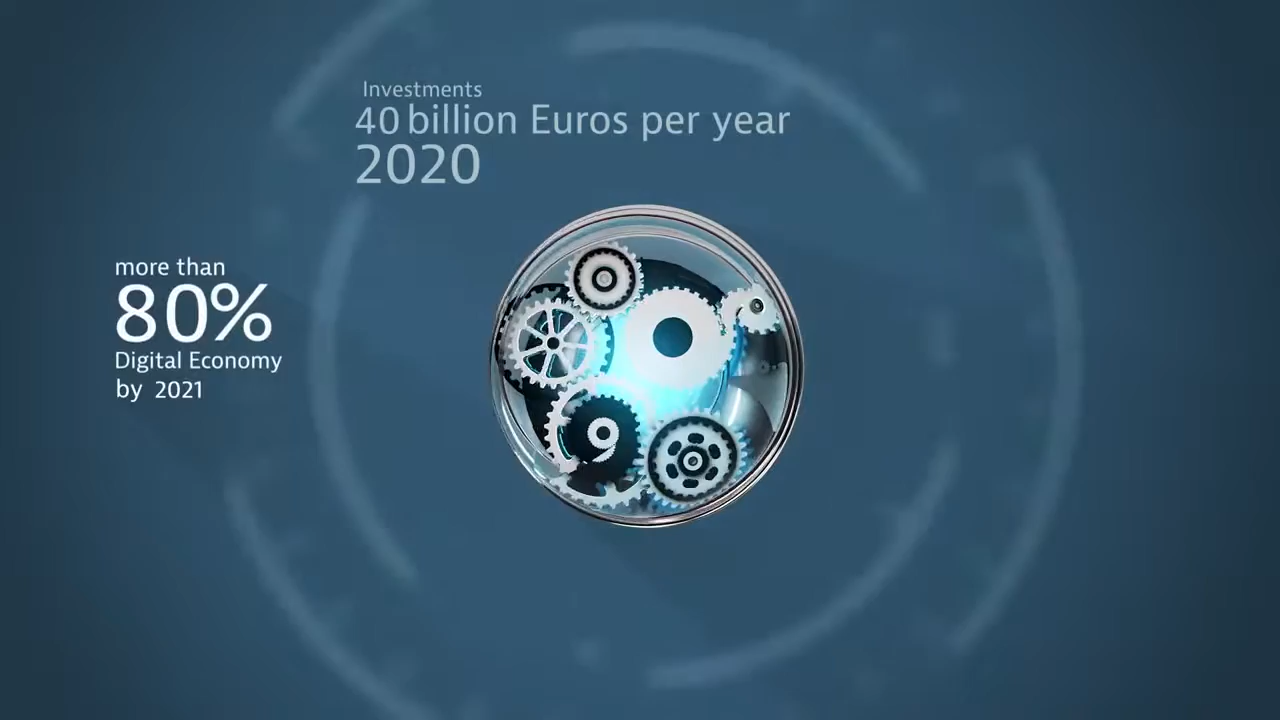 Investments
40 billion Euros per year
2020
more than
80%
Digital Economy
by 2021